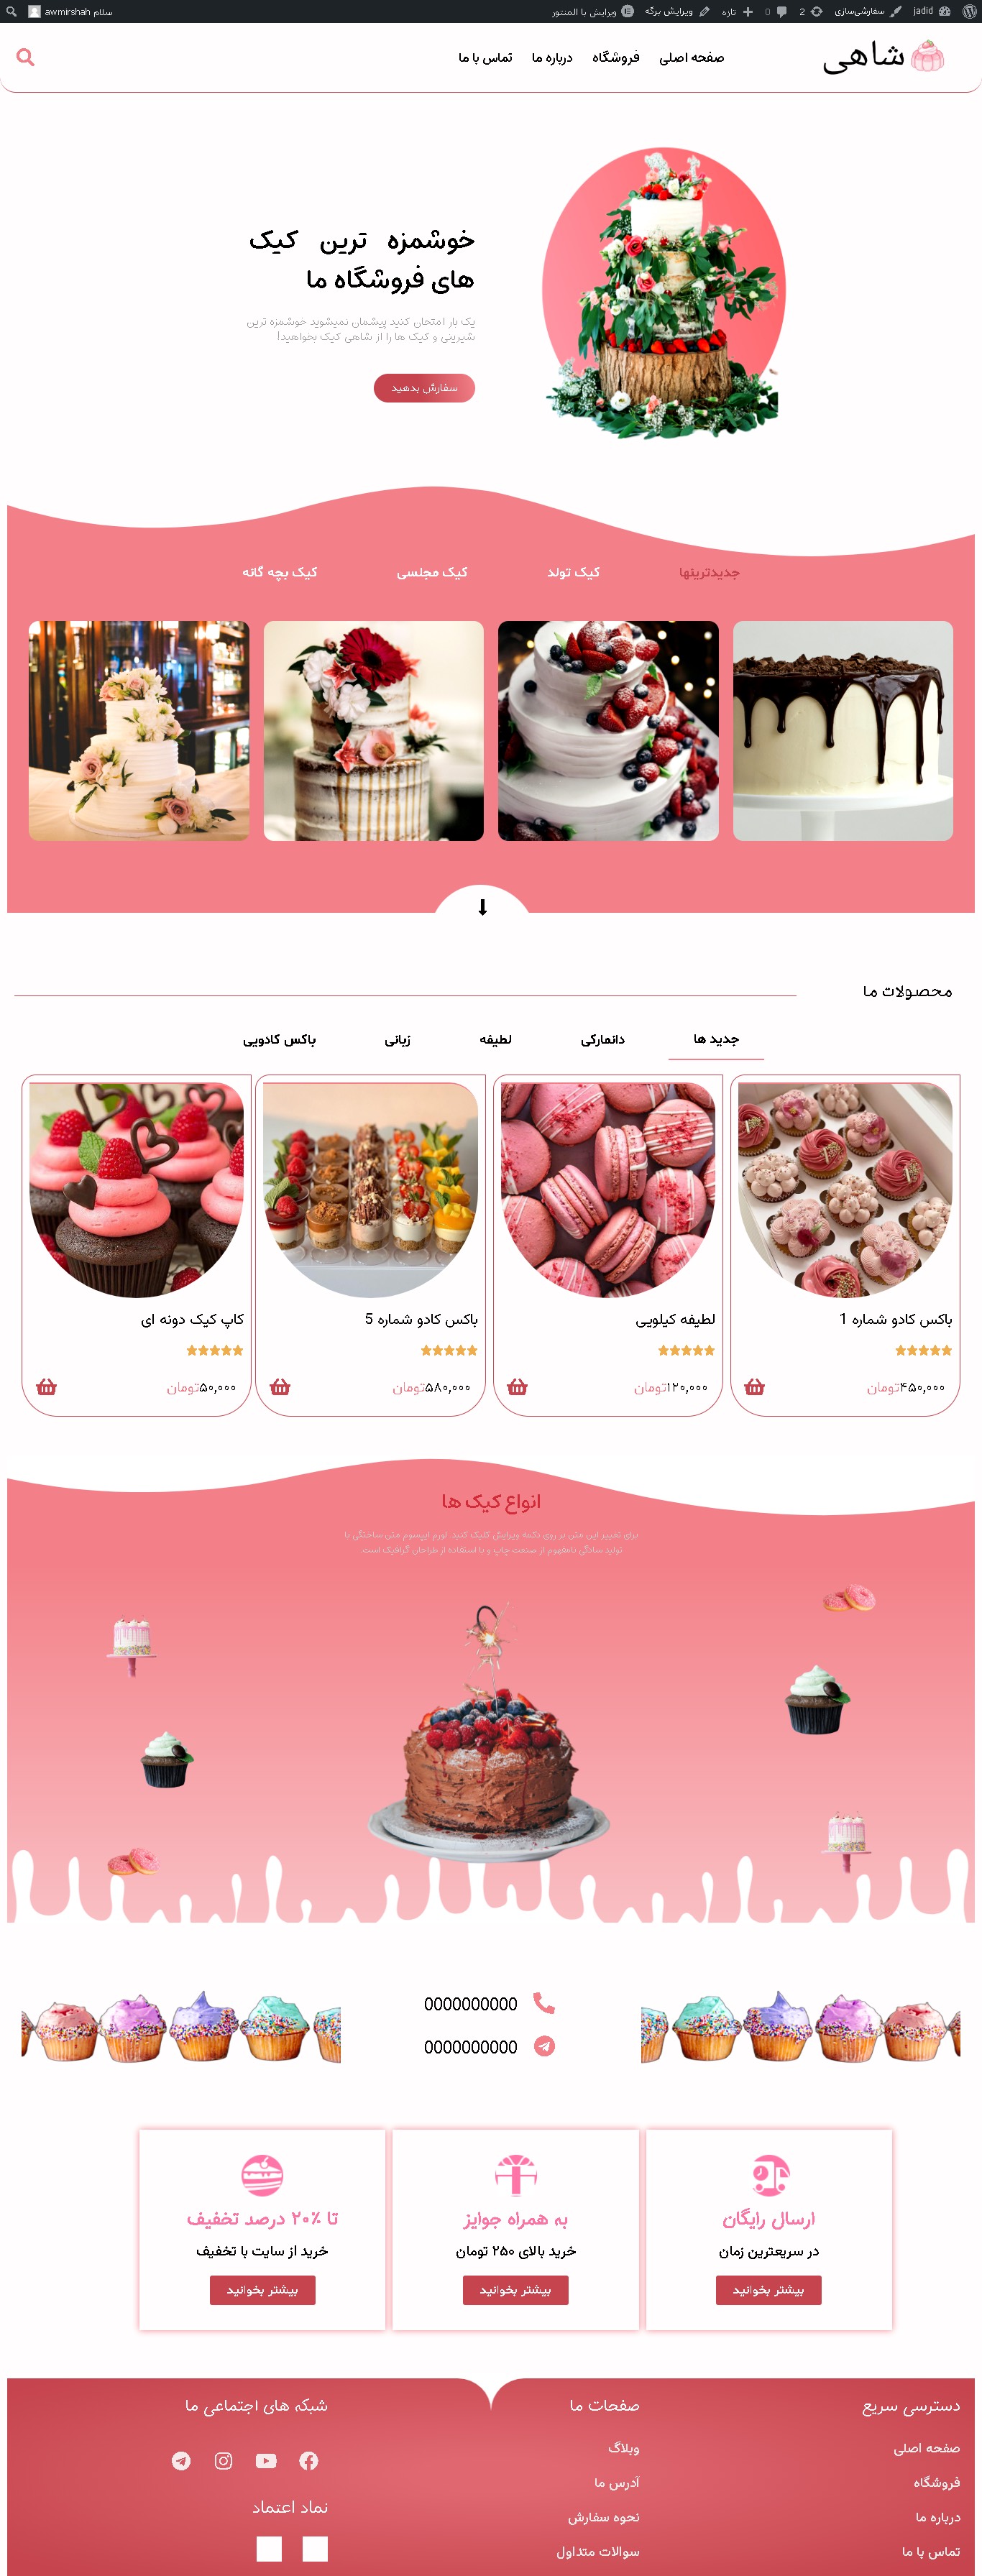 jadid
سفارشی‌سازی
2
0
تازه
ویرایش برگه
ویرایش با المنتور
سلام awmirshah
شاهی
صفحه اصلی
فروشگاه
درباره ما
تماس با ما
خوشمزه ترین کیک
های فروشگاه ما
یک بار امتحان کنید پیشمان نمیشوید خوشمزه ترین
شیرینی و کیک ها را از شاهی کیک بخواهید!
سفارش بدهید
جدیدترینها
کیک تولد
کیک مجلسی
کیک بچه گانه
محصولات ما
جدید ها
دانمارکی
لطیفه
زبانی
باکس کادویی
باکس کادو شماره 1
۴۵۰,۰۰۰تومان
لطیفه کیلویی
۱۲۰,۰۰۰تومان
باکس کادو شماره 5
۵۸۰,۰۰۰تومان
کاپ کیک دونه ای
۵۰,۰۰۰تومان
انواع کیک ها
برای تغییر این متن بر روی دکمه ویرایش کلیک کنید. لورم ایپسوم متن ساختگی با
تولید سادگی نامفهوم از صنعت چاپ و با استفاده از طراحان گرافیک است.
0000000000
0000000000
ارسال رایگان
در سریعترین زمان
بیشتر بخوانید
به همراه جوایز
خرید بالای ۲۵۰ تومان
بیشتر بخوانید
تا ۲۰٪ درصد تخفیف
خرید از سایت با تخفیف
بیشتر بخوانید
دسترسی سریع
صفحه اصلی
فروشگاه
درباره ما
تماس با ما
صفحات ما
وبلاگ
آدرس ما
نحوه سفارش
سوالات متداول
شبکه های اجتماعی ما
نماد اعتماد